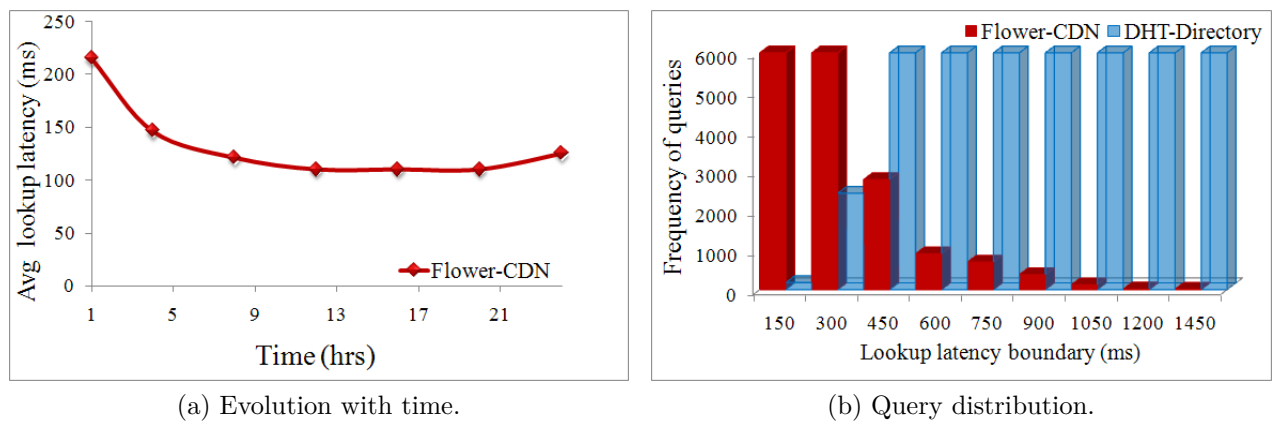 250
200
150
100
50
0
Avg lookup latency (ms)
Flower-CDN
1 5 9 13 17 21
Time (hrs)
(a) Evolution with time.
Flower-CDN DHT-Directory
6000
5000
4000
3000
2000
1000
0
Frequency of queries
150 300 450 600 750 900 1050 1200 1450
Lookup latency boundary (ms)
(b) Query distribution.